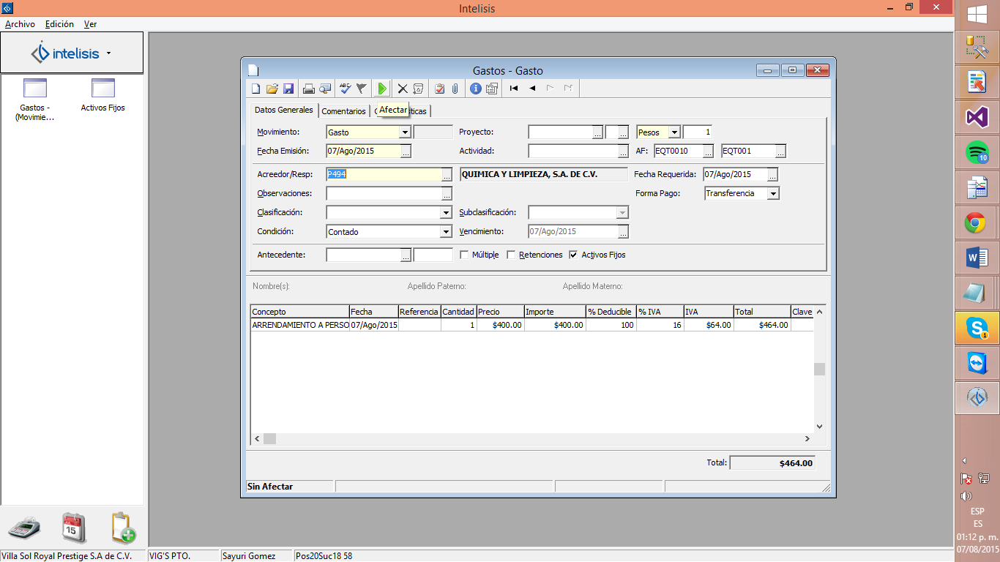 Intelisis
Archivo Edición Ver
intelisis
Gastos - (Movimie...
Activos Fijos
Gastos - Gasto
ABC
Datos Generales Comentarios Afectar ticas
Movimiento: Gasto Proyecto: Pesos 1
Fecha Emisión: 07/Ago/2015 ... Actividad: ... AF: EQT0010 ... EQT001 ...
Acreedor/Resp: P494 ... QUIMICA Y LIMPIEZA, S.A. DE C.V. Fecha Requerida: 07/Ago/2015 ...
Observaciones: ... Forma Pago: Transferencia
Clasificación: Subclasificación:
Condición: Contado Vencimiento: 07/Ago/2015 ...
Antecedente: ... Múltiple Retenciones Activos Fijos
Nombre(s): Apellido Paterno: Apellido Materno:
Concepto Fecha Referencia Cantidad Precio Importe % Deducible % IVA IVA Total Clave
ARRENDAMIENTO A PERSO 07/Ago/2015 1 $400.00 $400.00 100 16 $64.00 $464.00
Total: $464.00
Sin Afectar
15
Villa Sol Royal Prestige S.A de C.V. VIG'S PTO. Sayuri Gomez Pos20Suc18 58
10
1
ESP
ES
01:12 p. m.
07/08/2015